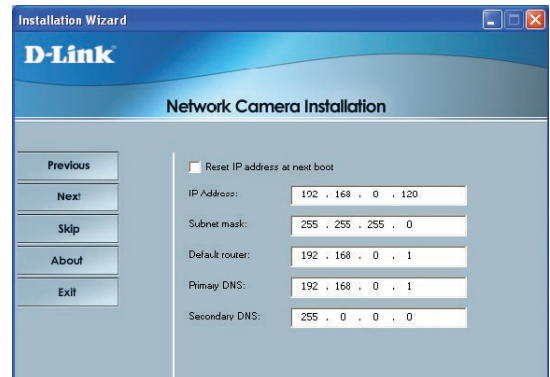 Installation Wizard
D-Link
Network Camera Installation
Previous
Next
Skip
About
Exit
Reset IP address at next boot
IP Address: 192 . 168 . 0 . 120
Subnet mask: 255 . 255 . 255 . 0
Default router: 192 . 168 . 0 . 1
Primary DNS: 192 . 168 . 0 . 1
Secondary DNS: 255 . 0 . 0 . 0